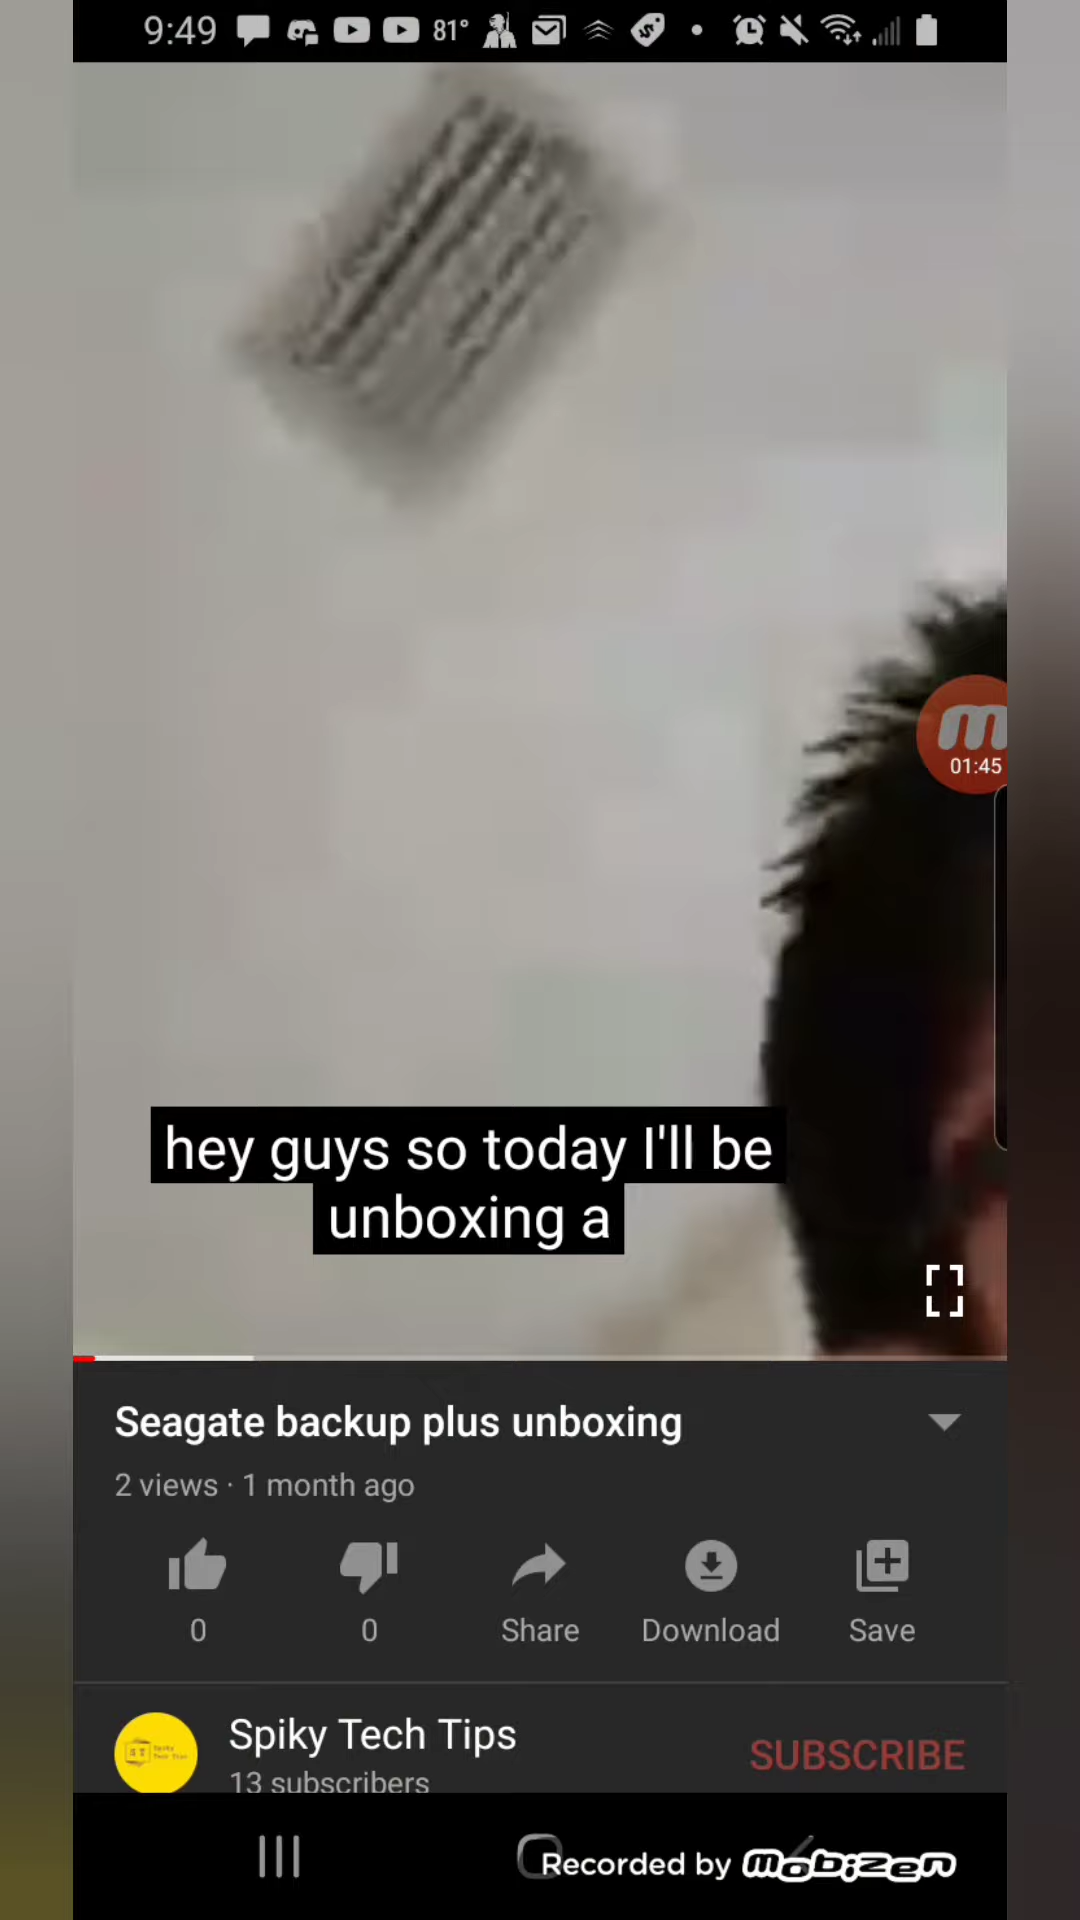 9:49 81°
m
01:45
hey guys so today I'll be
unboxing a
Seagate backup plus unboxing
2 views · 1 month ago
0 0 Share Download Save
Spiky Tech Tips
SUBSCRIBE
13 subscribers
Recorded by Mobizen